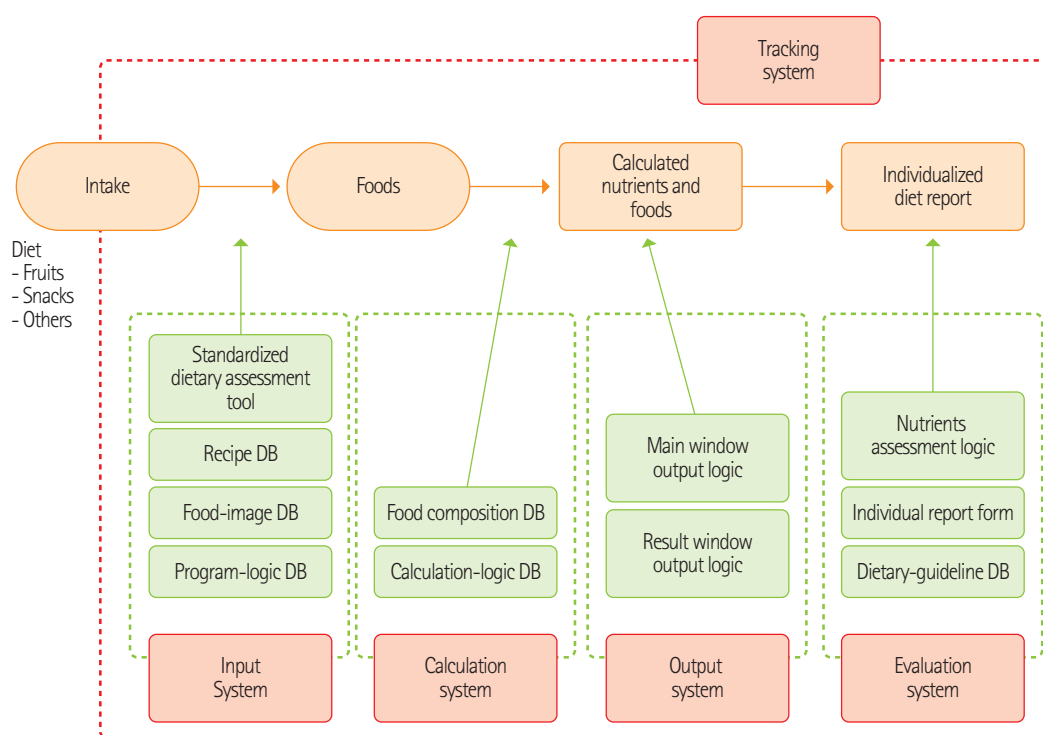 Tracking
system
Intake
Foods
Calculated
nutrients and
foods
Individualized
diet report
Diet
- Fruits
- Snacks
- Others
Standardized
dietary assessment
tool
Recipe DB
Food-image DB
Program-logic DB
Input
System
Food composition DB
Calculation-logic DB
Calculation
system
Main window
output logic
Result window
output logic
Output
system
Nutrients
assessment logic
Individual report form
Dietary-guideline DB
Evaluation system